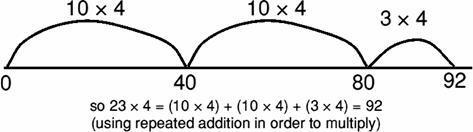 10 × 4 10 × 4 3 × 4
0 40 80 92
so 23 × 4 = (10 × 4) + (10 × 4) + (3 × 4) = 92
(using repeated addition in order to multiply)